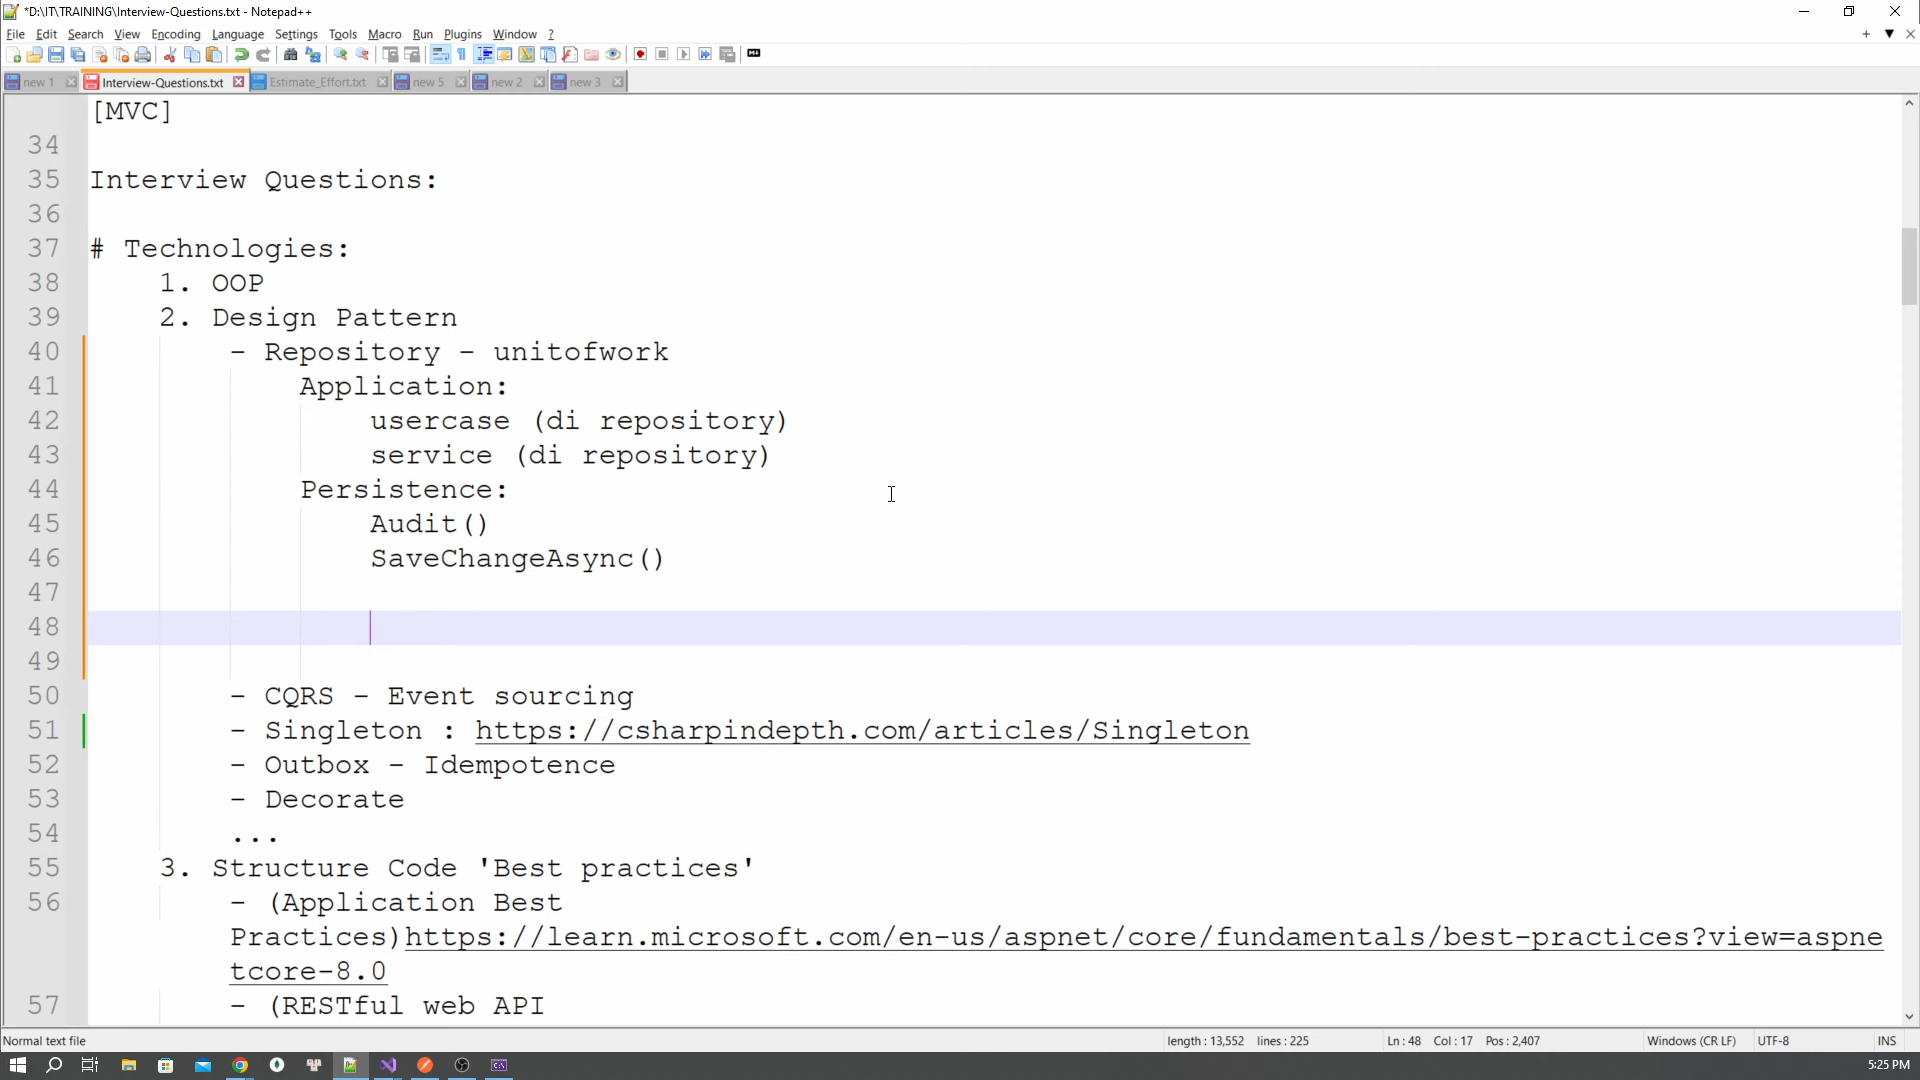 *D:\IT\TRAINING\Interview-Questions.txt - Notepad++
File Edit Search View Encoding Language Settings Tools Macro Run Plugins Window ?
new 1 Interview-Questions.txt Estimate_Effort.txt new 5 new 2 new 3
[MVC]
34
35 Interview Questions:
36
37 # Technologies:
38 1. OOP
39 2. Design Pattern
40 - Repository - unitofwork
41 Application:
42 usercase (di repository)
43 service (di repository)
44 Persistence:
45 Audit()
46 SaveChangeAsync()
47
48
49
50 - CQRS - Event sourcing
51 - Singleton : https://csharpindepth.com/articles/Singleton
52 - Outbox - Idempotence
53 - Decorate
54 ...
55 3. Structure Code 'Best practices'
56 - (Application Best
Practices)https://learn.microsoft.com/en-us/aspnet/core/fundamentals/best-practices?view=aspne
tcore-8.0
57 - (RESTful web API
Normal text file length : 13,552 lines : 225 Ln : 48 Col : 17 Pos : 2,407 Windows (CR LF) UTF-8 INS
5:25 PM